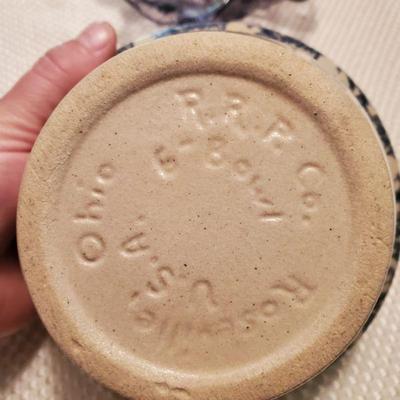 R.R.P. Co.
6-Bowl
Roseville
Ohio
U.S.A.